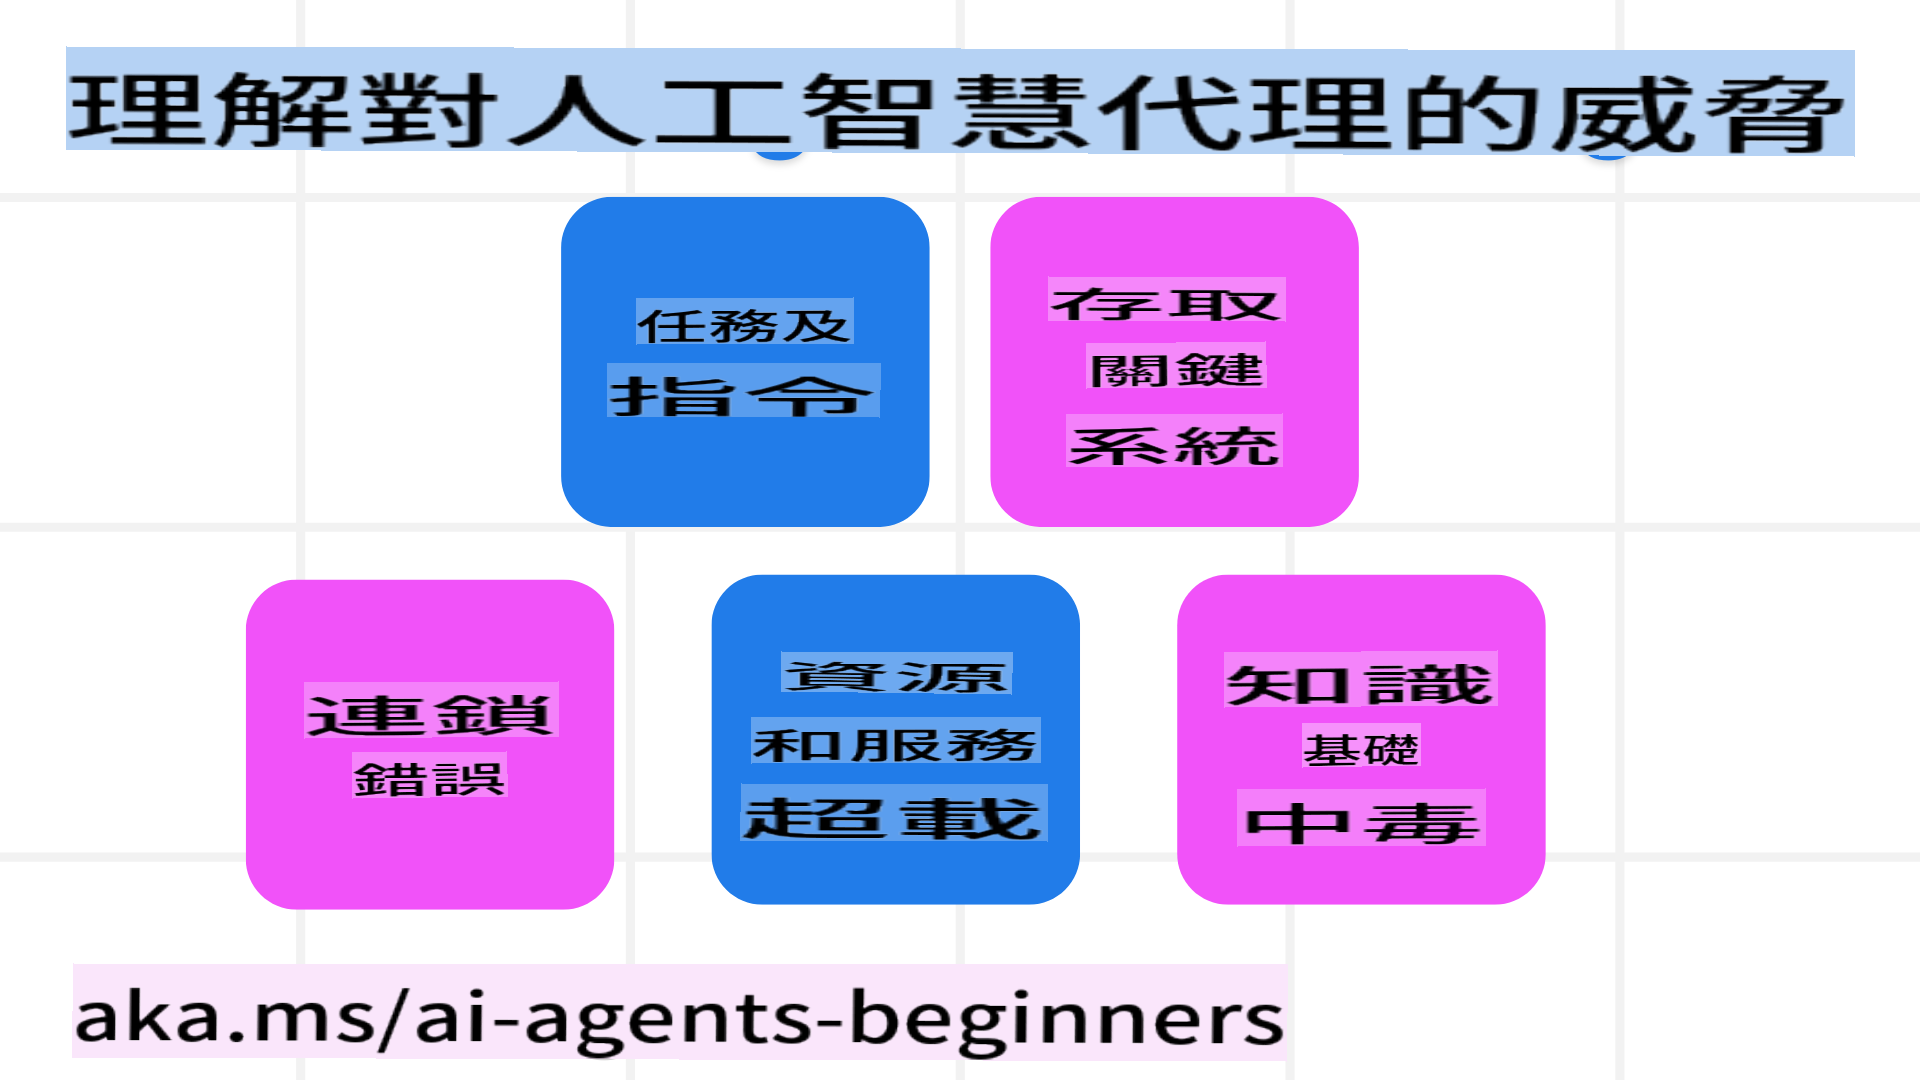 理解對人工智慧代理的威脅
任務及
指令
存取
關鍵
系統
連鎖
錯誤
資源
和服務
超載
知識
基礎
中毒
aka.ms/ai-agents-beginners